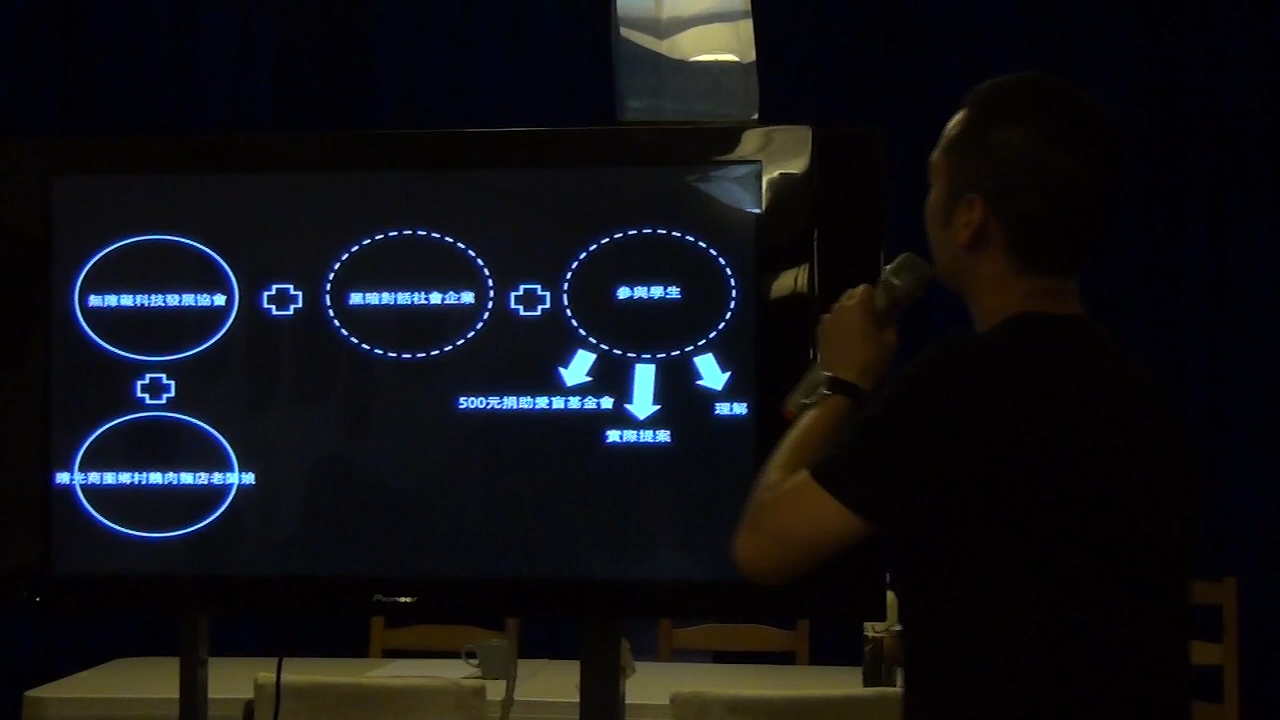 無障礙科技發展協會
黑暗對話社會企業
參與學生
500元捐助愛盲基金會
理解
實際提案
晴光商圈鄉村鵝肉麵店老闆娘
Pioneer